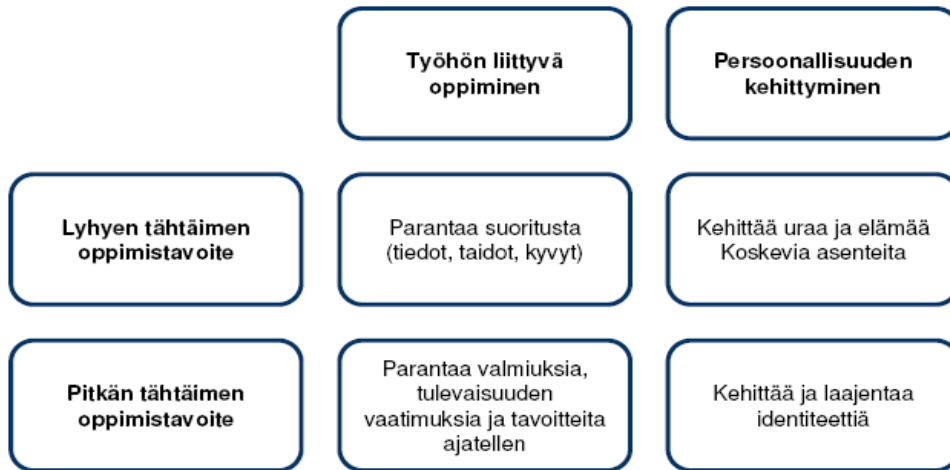 Työhön liittyvä
oppiminen
Persoonallisuuden
kehittyminen
Lyhyen tähtäimen
oppimistavoite
Parantaa suoritusta
(tiedot, taidot, kyvyt)
Kehittää uraa ja elämää
Koskevia asenteita
Pitkän tähtäimen
oppimistavoite
Parantaa valmiuksia,
tulevaisuuden
vaatimuksia ja tavoitteita
ajatellen
Kehittää ja laajentaa
identiteettiä